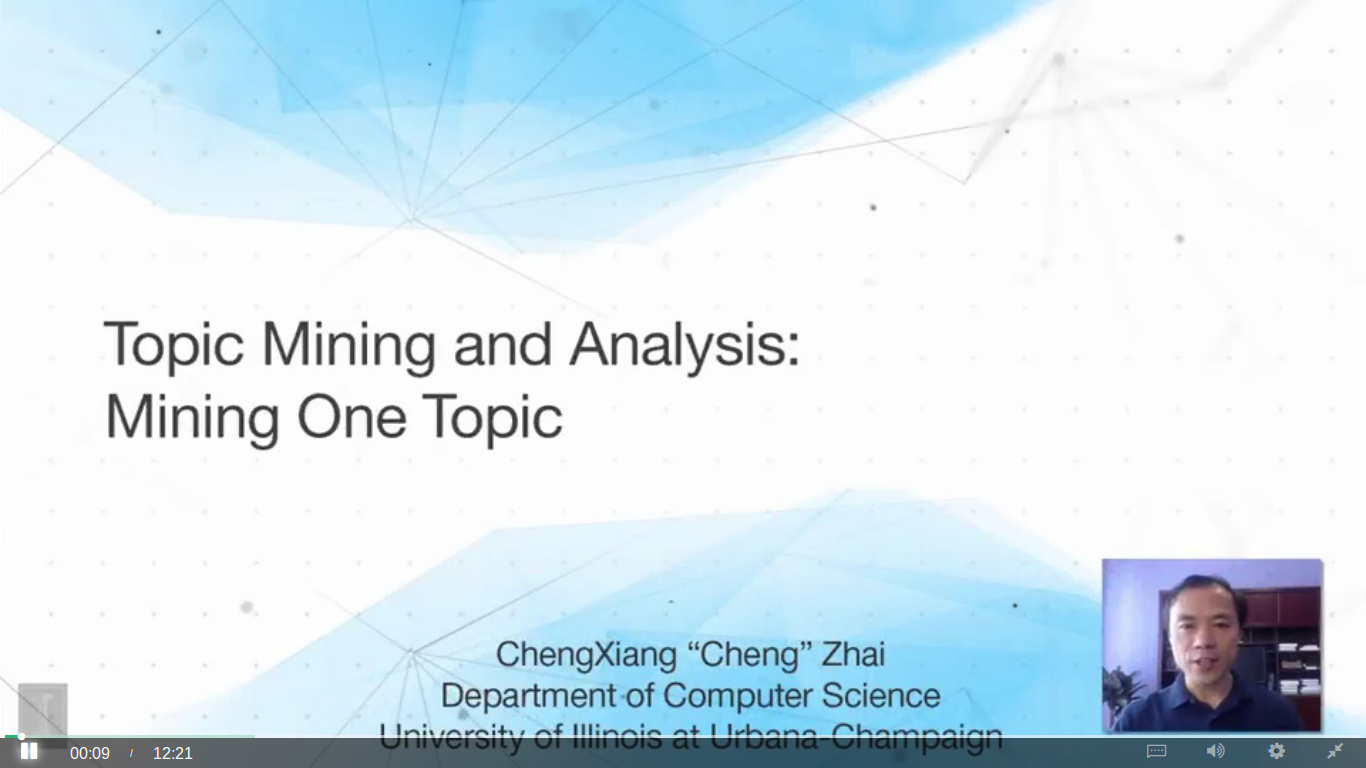 Topic Mining and Analysis:
Mining One Topic
ChengXiang “Cheng” Zhai
Department of Computer Science
University of Illinois at Urbana-Champaign
00:09 / 12:21